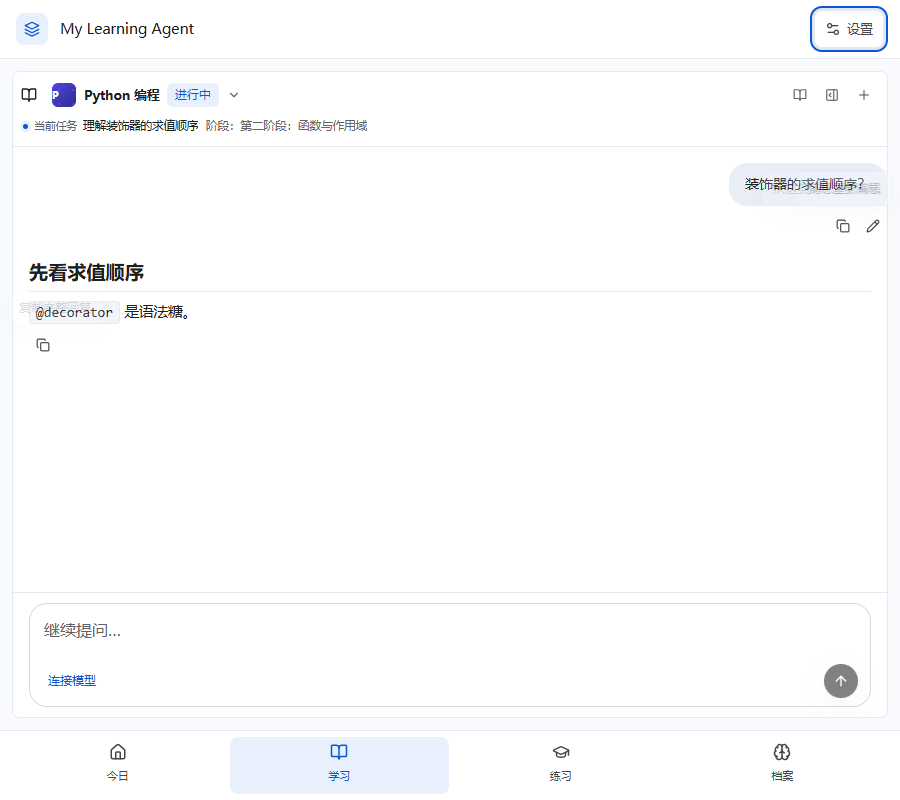 My Learning Agent
设置
P
Python 编程
进行中
当前任务 理解装饰器的求值顺序 阶段：第二阶段：函数与作用域
装饰器的求值顺序？
先看求值顺序
@decorator 是语法糖。
继续提问...
连接模型
今日
学习
练习
档案